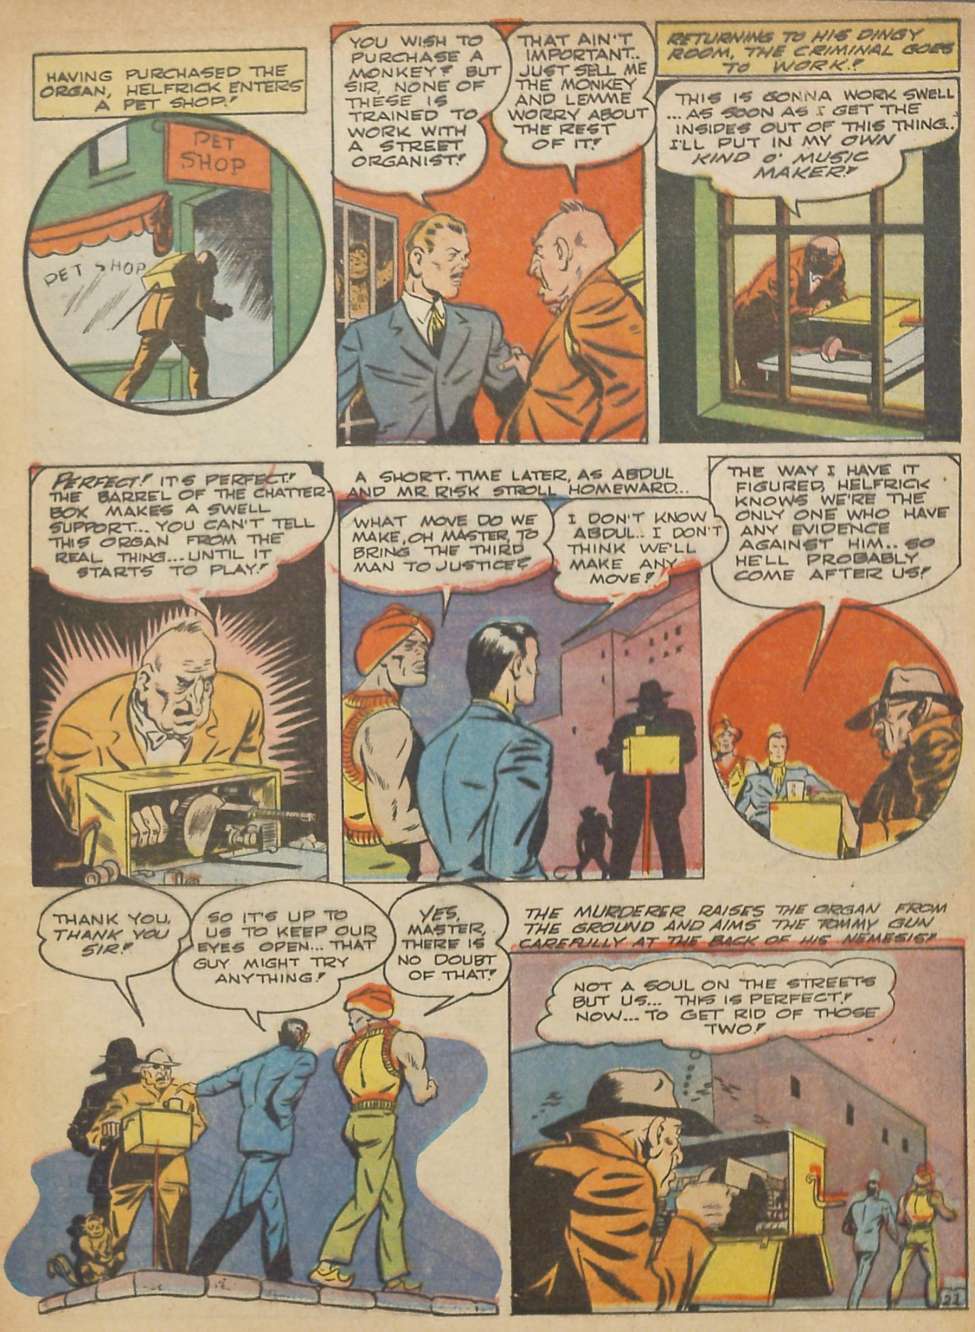 HAVING PURCHASED THE
ORGAN, HELFRICK ENTERS
A PET SHOP!
PET
SHOP
PET SHOP
YOU WISH TO
PURCHASE A
MONKEY? BUT
SIR, NONE OF
THESE IS
TRAINED TO
WORK WITH
A STREET
ORGANIST!
THAT AIN'T
IMPORTANT..
JUST SELL ME
THE MONKEY
AND LEMME
WORRY ABOUT
THE REST
OF IT!
RETURNING TO HIS DINGY
ROOM, THE CRIMINAL GOES
TO WORK!
THIS IS GONNA WORK SWELL
...AS SOON AS I GET THE
INSIDES OUT OF THIS THING..
I'LL PUT IN MY OWN
KIND O' MUSIC
MAKER!
PERFECT! IT'S PERFECT!
THE BARREL OF THE CHATTER-
BOX MAKES A SWELL
SUPPORT... YOU CAN'T TELL
THIS ORGAN FROM THE
REAL THING...UNTIL IT
STARTS TO PLAY!
A SHORT. TIME LATER, AS ABDUL
AND MR. RISK STROLL HOMEWARD...
WHAT MOVE DO WE
MAKE, OH MASTER, TO
BRING THE THIRD
MAN TO JUSTICE?
I DON'T KNOW
ABDUL.. I DON'T
THINK WE'LL
MAKE ANY
MOVE!
THE WAY I HAVE IT
FIGURED, HELFRICK
KNOWS WE'RE THE
ONLY ONE WHO HAVE
ANY EVIDENCE
AGAINST HIM... SO
HE'LL PROBABLY
COME AFTER US!
THANK YOU,
THANK YOU
SIR!
SO IT'S UP TO
US TO KEEP OUR
EYES OPEN... THAT
GUY MIGHT TRY
ANYTHING!
YES,
MASTER,
THERE IS
NO DOUBT
OF THAT!
THE MURDERER RAISES THE ORGAN FROM
THE GROUND AND AIMS THE TOMMY GUN
CAREFULLY AT THE BACK OF HIS NEMESIS!
NOT A SOUL ON THE STREETS
BUT US... THIS IS PERFECT!
NOW... TO GET RID OF THOSE
TWO!